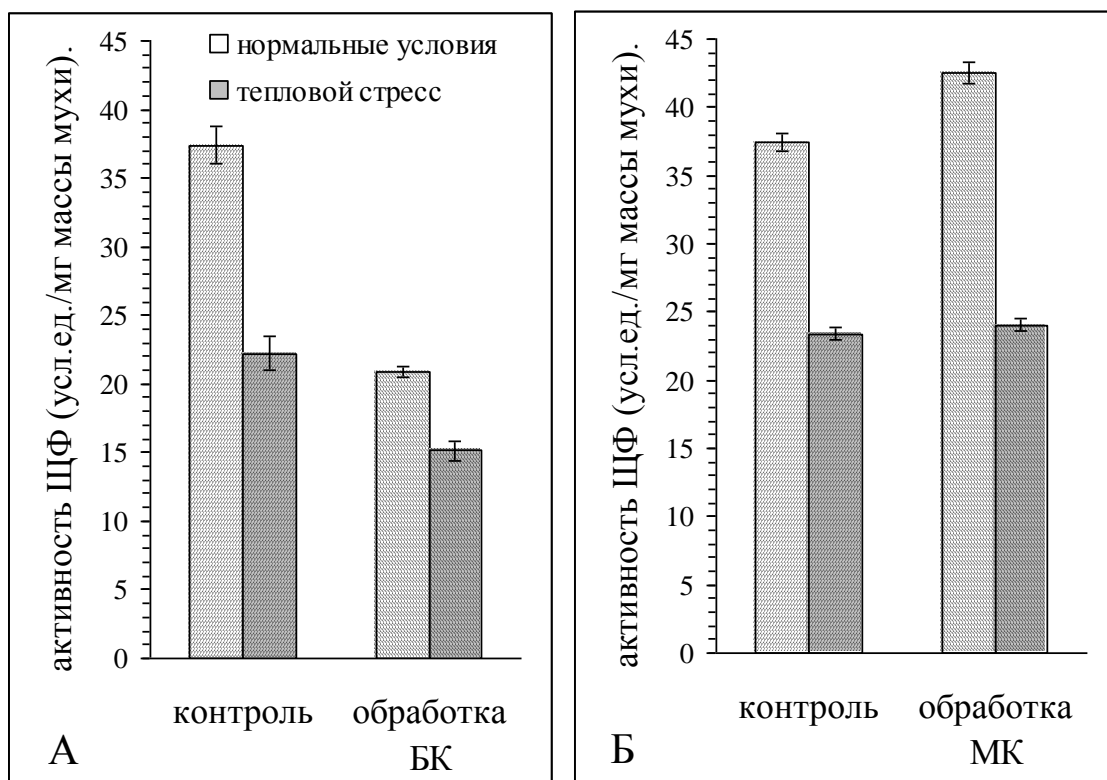 активность ЩФ (усл.ед./мг массы мухи).
45
40
35
30
25
20
15
10
5
0
нормальные условия
тепловой стресс
контроль
обработка
БК
А
активность ЩФ (усл.ед./мг массы мухи).
45
40
35
30
25
20
15
10
5
0
контроль
обработка
МК
Б